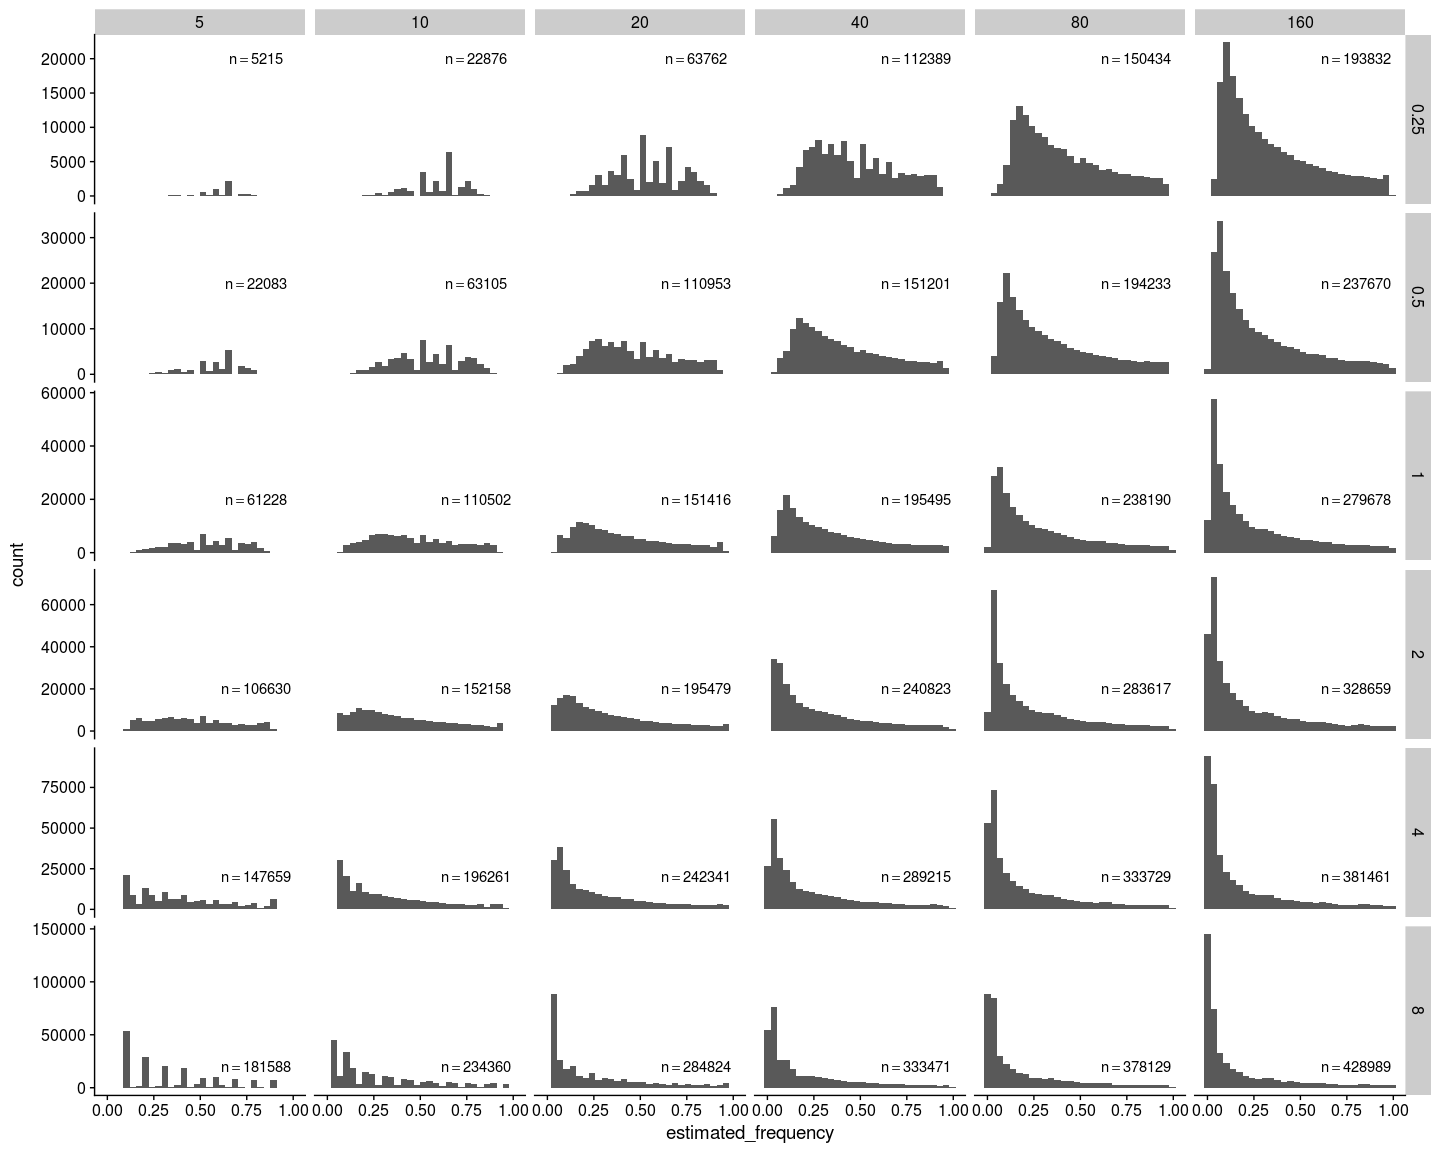 5 10 20 40 80 160
20000 n=5215 n=22876 n=63762 n=112389 n=150434 n=193832
15000
10000
5000
0
0.25
30000
20000 n=22083 n=63105 n=110953 n=151201 n=194233 n=237670
10000
0
0.5
60000
40000
20000 n=61228 n=110502 n=151416 n=195495 n=238190 n=279678
0
1
count
60000
40000
20000 n=106630 n=152158 n=195479 n=240823 n=283617 n=328659
0
2
75000
50000
25000 n=147659 n=196261 n=242341 n=289215 n=333729 n=381461
0
4
150000
100000
50000
n=181588 n=234360 n=284824 n=333471 n=378129 n=428989
0
8
0.00 0.25 0.50 0.75 1.00 0.00 0.25 0.50 0.75 1.00 0.00 0.25 0.50 0.75 1.00 0.00 0.25 0.50 0.75 1.00 0.00 0.25 0.50 0.75 1.00 0.00 0.25 0.50 0.75 1.00
estimated_frequency